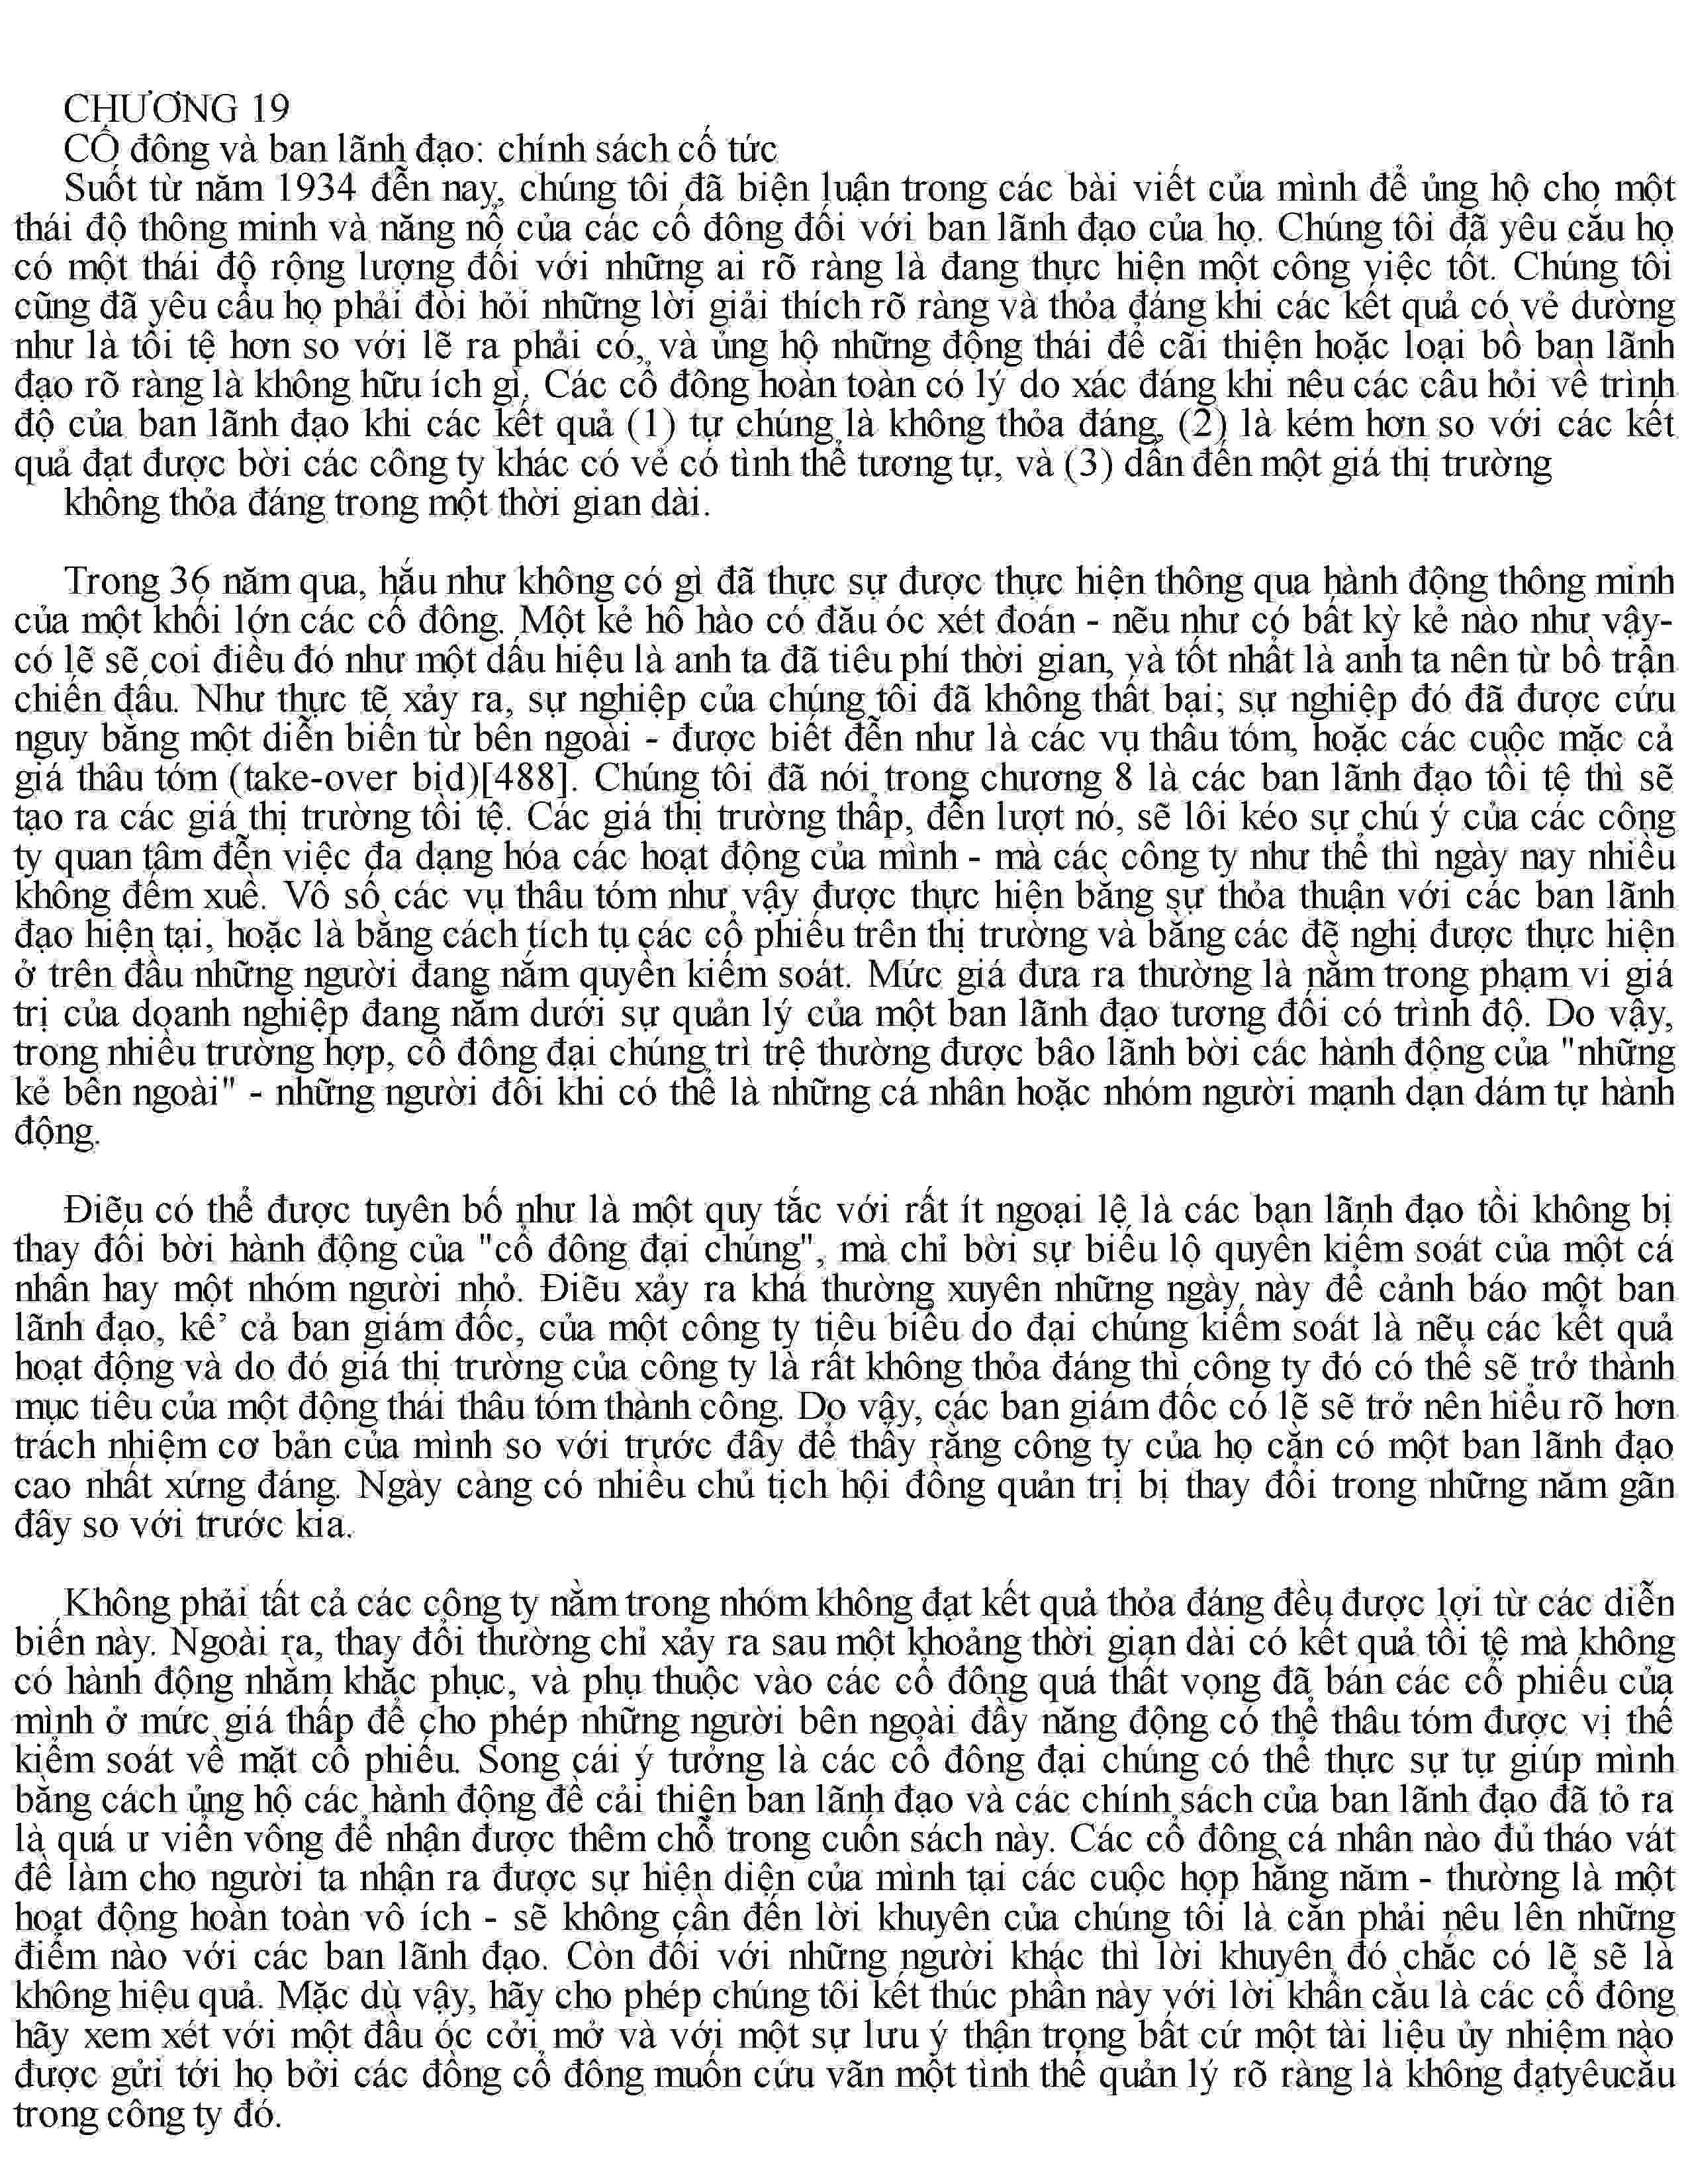 CHƯƠNG 19
CỐ đông và ban lãnh đạo: chính sách cố tức
Suốt từ năm 1934 đến nay, chúng tôi đã biện luận trong các bài viết của mình để ủng hộ cho một
thái độ thông minh và năng nổ của các cố đông đối với ban lãnh đạo của họ. Chúng tôi đã yêu cầu họ
có một thái độ rộng lượng đối với những ai rõ ràng là đang thực hiện một công việc tốt. Chúng tôi
cũng đã yêu cầu họ phải đòi hỏi những lời giải thích rõ ràng và thỏa đáng khi các kết quả có vẻ dường
như là tồi tệ hơn so với lẽ ra phải có, và ủng hộ những động thái để cãi thiện hoặc loại bồ ban lãnh
đạo rõ ràng là không hữu ích gì. Các cổ đông hoàn toàn có lý do xác đáng khi nêu các câu hỏi về trình
độ của ban lãnh đạo khi các kết quả (1) tự chúng là không thỏa đáng, (2) là kém hơn so với các kết
quả đạt được bời các công ty khác có vẻ có tình thể tương tự, và (3) dẫn đến một giá thị trường
không thỏa đáng trong một thời gian dài.
Trong 36 năm qua, hầu như không có gì đã thực sự được thực hiện thông qua hành động thông minh
của một khối lớn các cố đông. Một kẻ hô hào có đầu óc xét đoán - nẽu như có bất kỳ kẻ nào như vậy-
có lẽ sẽ coi điều đó như một dấu hiệu là anh ta đã tiêu phí thời gian, và tốt nhất là anh ta nên từ bồ trận
chiến đấu. Như thực tẽ xảy ra, sự nghiệp của chúng tôi đã không thất bại; sự nghiệp đó đã được cứu
nguy bằng một diễn biến từ bên ngoài - được biết đễn như là các vụ thâu tóm, hoặc các cuộc mặc cả
giá thâu tóm (take-over bid)[488]. Chúng tôi đã nói trong chương 8 là các ban lãnh đạo tồi tệ thì sẽ
tạo ra các giá thị trường tồi tệ. Các giá thị trường thấp, đến lượt nó, sẽ lôi kéo sự chú ý của các công
ty quan tâm đến việc đa dạng hóa các hoạt động của mình - mà các công ty như thể thì ngày nay nhiều
không đếm xuề. Vô số các vụ thâu tóm như vậy được thực hiện bằng sự thỏa thuận với các ban lãnh
đạo hiện tại, hoặc là bằng cách tích tụ các cổ phiếu trên thị trường và bằng các đẽ nghị được thực hiện
ở trên đầu những người đang nắm quyền kiểm soát. Mức giá đưa ra thường là nằm trong phạm vi giá
trị của doanh nghiệp đang nằm dưới sự quản lý của một ban lãnh đạo tương đối có trình độ. Do vậy,
trong nhiều trường hợp, cổ đông đại chúng trì trệ thường được bâo lãnh bời các hành động của "những
kẻ bên ngoài" - những người đôi khi có thể là những cá nhân hoặc nhóm người mạnh dạn dám tự hành
động.
Điẽu có thể được tuyên bố như là một quy tắc với rất ít ngoại lệ là các ban lãnh đạo tồi không bị
thay đối bời hành động của "cổ đông đại chúng", mà chỉ bời sự biếu lộ quyền kiếm soát của một cá
nhân hay một nhóm người nhỏ. Điẽu xảy ra khá thường xuyên những ngày này để cảnh báo một ban
lãnh đạo, kê’ cả ban giám đốc, của một công ty tiêu biểu do đại chúng kiếm soát là nẽu các kết quả
hoạt động và do đó giá thị trường của công ty là rất không thỏa đáng thì công ty đó có thể sẽ trở thành
mục tiêu của một động thái thâu tóm thành công. Do vậy, các ban giám đốc có lẽ sẽ trở nên hiểu rõ hơn
trách nhiệm cơ bản của mình so với trước đây để thấy rằng công ty của họ cằn có một ban lãnh đạo
cao nhất xứng đáng. Ngày càng có nhiều chủ tịch hội đồng quản trị bị thay đổi trong những năm gãn
đây so với trước kia.
Không phải tất cả các công ty nằm trong nhóm không đạt kết quả thỏa đáng đều được lợi từ các diễn
biến này. Ngoài ra, thay đổi thường chỉ xảy ra sau một khoảng thời gian dài có kết quả tồi tệ mà không
có hành động nhằm khắc phục, và phụ thuộc vào các cổ đông quá thất vọng đã bán các cổ phiếu của
mình ở mức giá thấp để cho phép những người bên ngoài đầy năng động có thể thâu tóm được vị thế
kiểm soát về mặt cổ phiếu. Song cái ý tưởng là các cổ đông đại chúng có thể thực sự tự giúp mình
bằng cách ủng hộ các hành động đề cải thiện ban lãnh đạo và các chính sách của ban lãnh đạo đã tỏ ra
là quá ư viển vông để nhận được thêm chỗ trong cuốn sách này. Các cổ đông cá nhân nào đủ tháo vát
đề làm cho người ta nhận ra được sự hiện diện của mình tại các cuộc họp hằng năm - thường là một
hoạt động hoàn toàn vô ích - sẽ không cần đến lời khuyên của chúng tôi là cằn phải nêu lên những
điểm nào với các ban lãnh đạo. Còn đối với những người khác thì lời khuyên đó chắc có lẽ sẽ là
không hiệu quả. Mặc dù vậy, hãy cho phép chúng tôi kết thúc phần này với lời khẩn cầu là các cổ đông
hãy xem xét với một đầu óc cởi mở và với một sự lưu ý thận trọng bất cứ một tài liệu ủy nhiệm nào
được gửi tới họ bởi các đồng cổ đông muốn cứu vãn một tình thế quản lý rõ ràng là không đạtyêucầu
trong công ty đó.